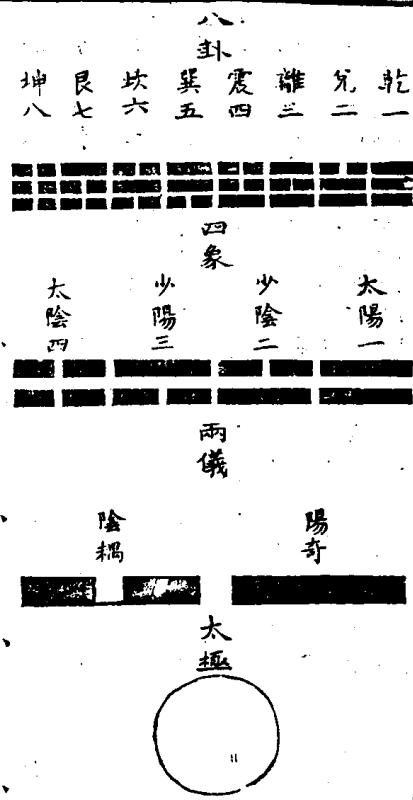 八卦
乾一
兌二
離三
震四
巽五
坎六
艮七
坤八
四象
太陽一
少陰二
少陽三
太陰四
兩儀
陽奇
陰耦
太極